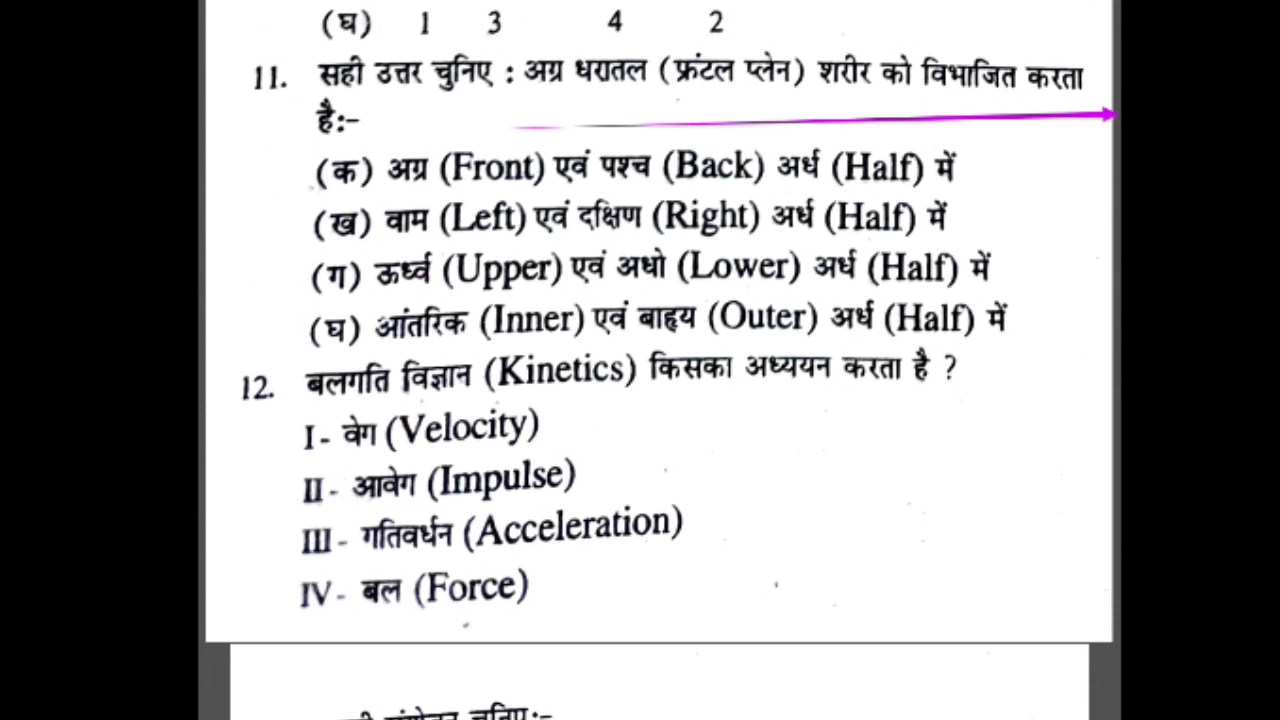 (घ) 1 3 4 2
11. सही उत्तर चुनिए : अग्र धरातल (फ्रंटल प्लेन) शरीर को विभाजित करता
है:-
(क) अग्र (Front) एवं पश्च (Back) अर्ध (Half) में
(ख) वाम (Left) एवं दक्षिण (Right) अर्ध (Half) में
(ग) ऊर्ध्व (Upper) एवं अधो (Lower) अर्ध (Half) में
(घ) आंतरिक (Inner) एवं बाहृय (Outer) अर्ध (Half) में
12. बलगति विज्ञान (Kinetics) किसका अध्ययन करता है ?
I- वेग (Velocity)
II- आवेग (Impulse)
III- गतिवर्धन (Acceleration)
IV- बल (Force)
चुनिए:-